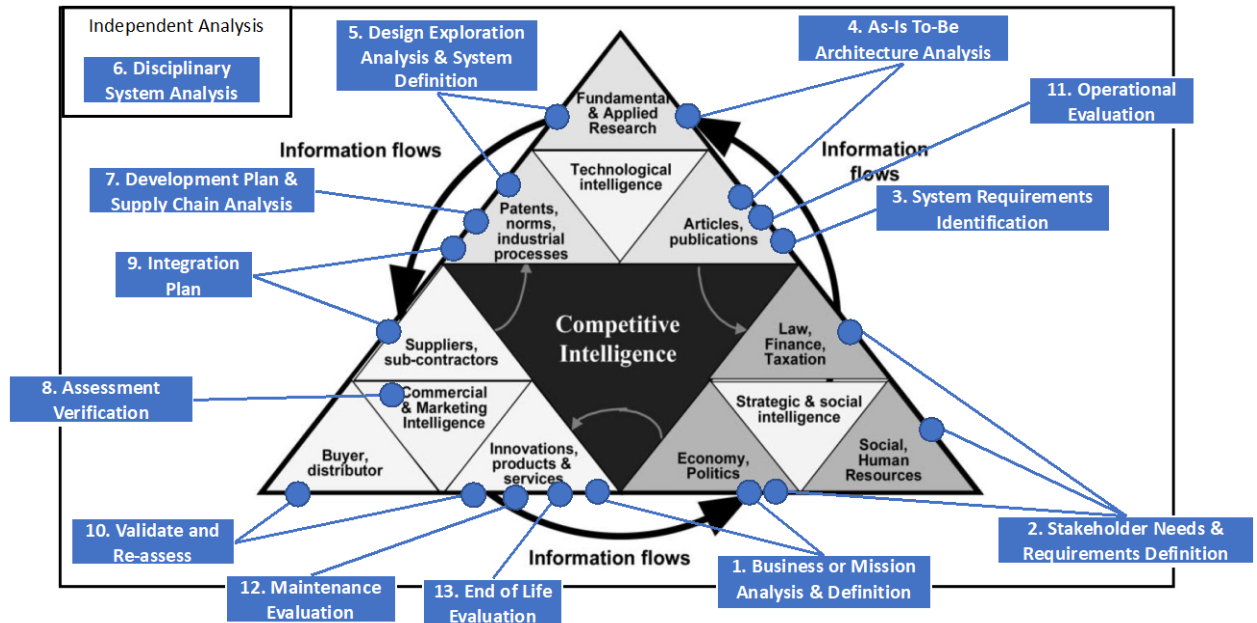 Independent Analysis
6. Disciplinary
System Analysis
5. Design Exploration
Analysis & System
Definition
4. As-Is To-Be
Architecture Analysis
11. Operational
Evaluation
Fundamental
& Applied
Research
Information flows
Information
flows
Technological
intelligence
7. Development Plan &
Supply Chain Analysis
3. System Requirements
Identification
Patents,
norms,
industrial
processes
Articles,
publications
9. Integration
Plan
Competitive
Intelligence
Suppliers,
sub-contractors
Law,
Finance,
Taxation
8. Assessment
Verification
Commercial
& Marketing
Intelligence
Strategic & social
intelligence
Buyer,
distributor
Innovations,
products &
services
Economy,
Politics
Social,
Human
Resources
10. Validate and
Re-assess
Information flows
2. Stakeholder Needs &
Requirements Definition
12. Maintenance
Evaluation
13. End of Life
Evaluation
1. Business or Mission
Analysis & Definition